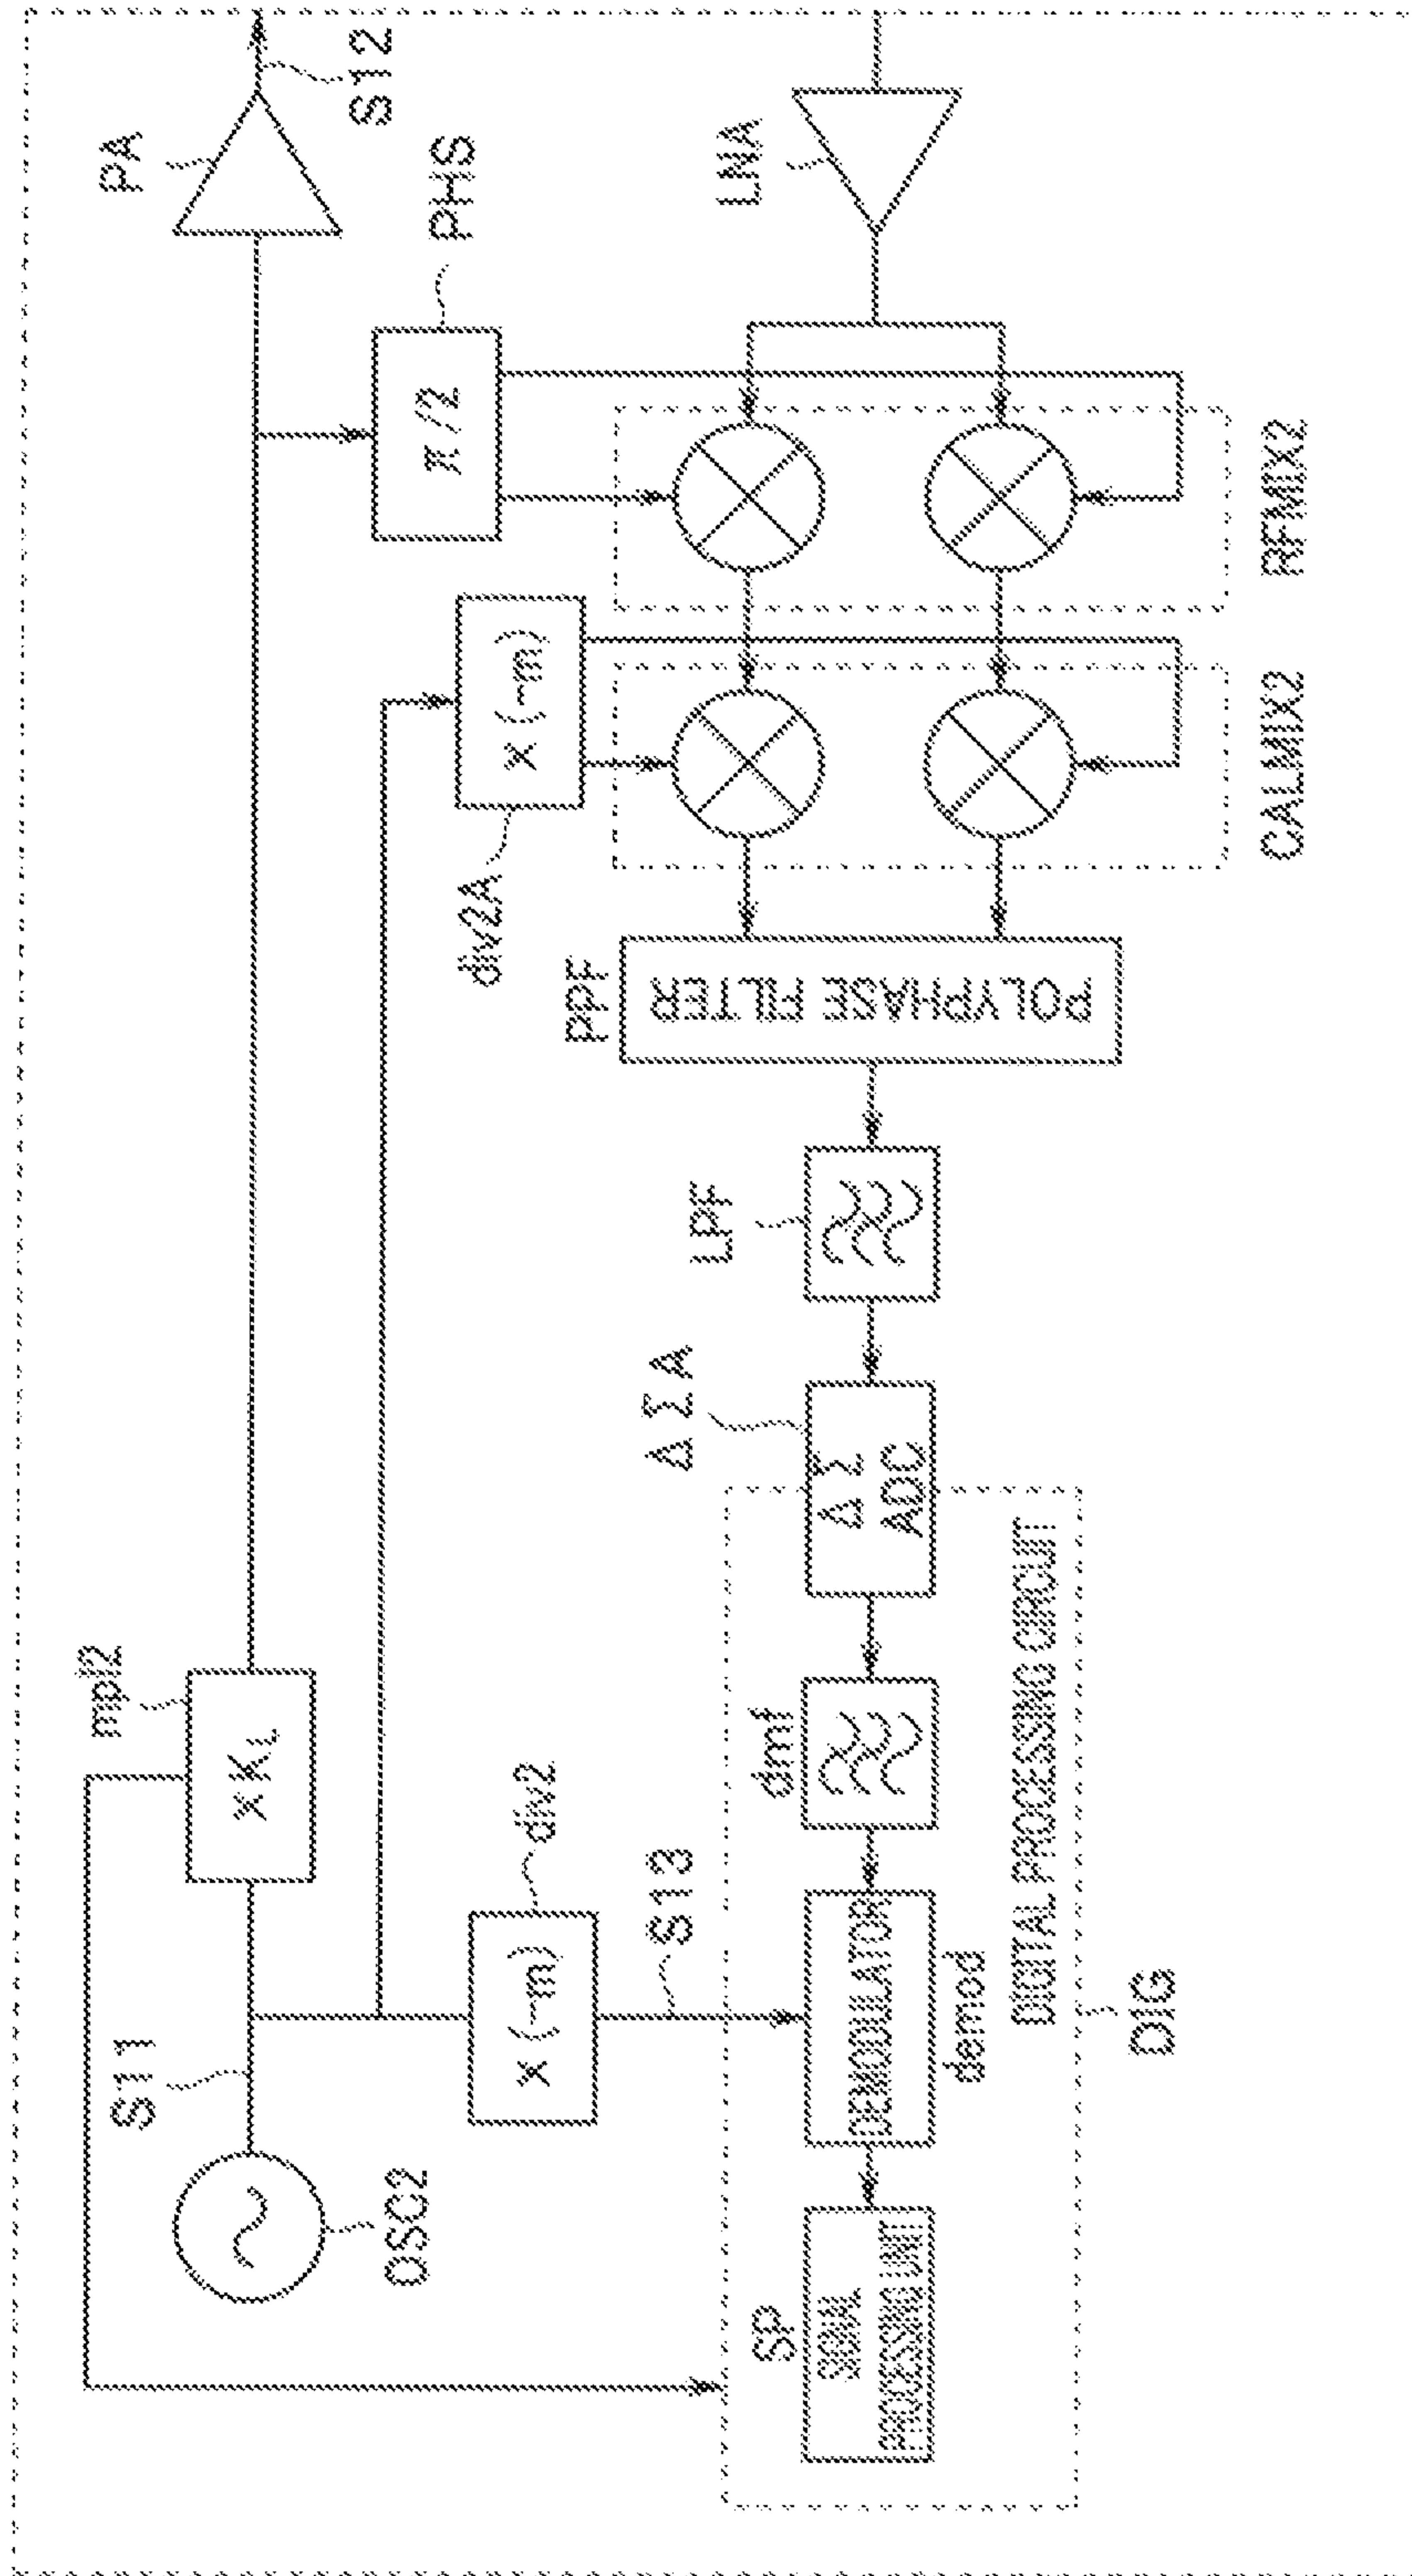 mpl2
x K_L
PA
S12
S11
OSC2
PHS
π/2
x (-m)
div2A
x (-m)
div2
S13
LNA
RFMIX2
CALMIX2
PPF
POLYPHASE FILTER
LPF
ΔΣA
ΔΣ
ADC
dmf
DEMODULATOR
demod
SP
SIGNAL
PROCESSING UNIT
DIGITAL PROCESSING CIRCUIT
DIG